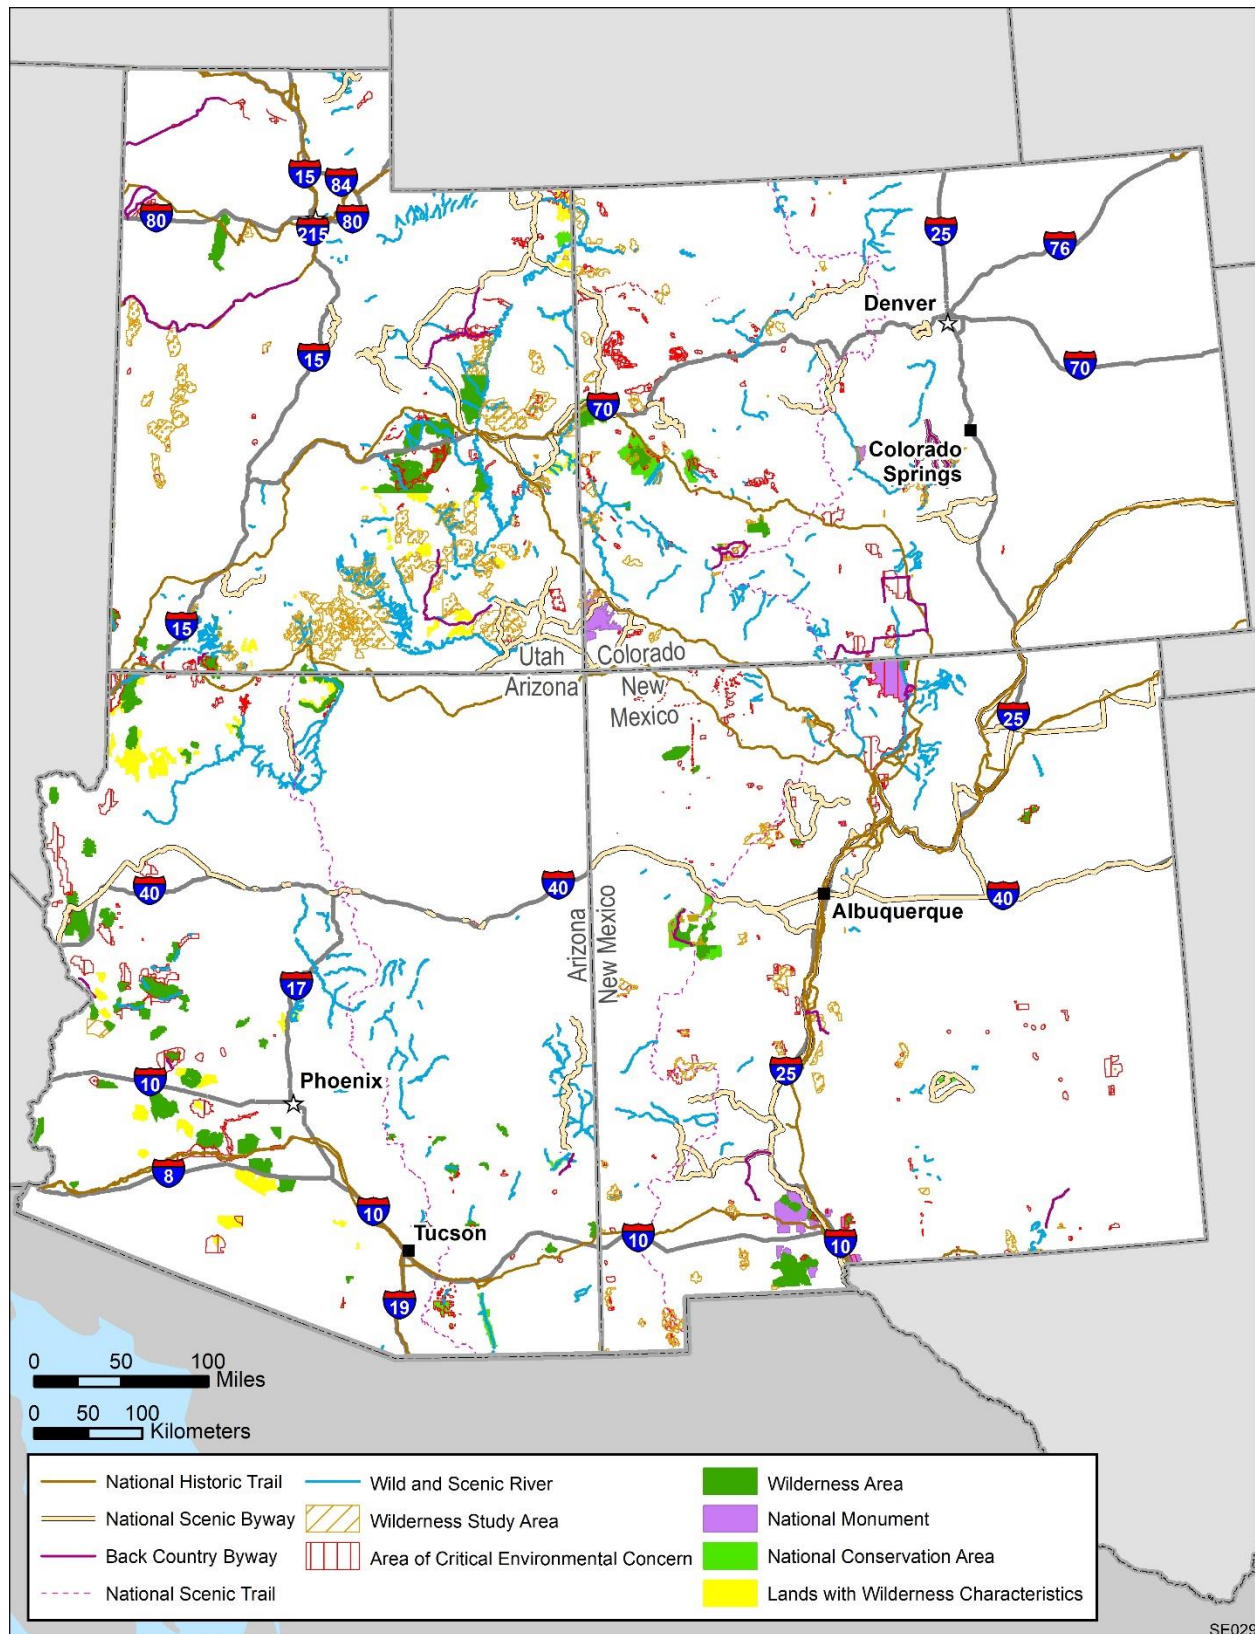 15
84
80
80
215
25
76
Denver
15
70
70
Colorado
Springs
15
Utah
Colorado
Arizona
New
Mexico
25
40
40
40
Albuquerque
Arizona
New Mexico
17
10
Phoenix
25
8
10
Tucson
10
10
19
0 50 100
Miles
0 50 100
Kilometers
National Historic Trail
National Scenic Byway
Back Country Byway
National Scenic Trail
Wild and Scenic River
Wilderness Study Area
Area of Critical Environmental Concern
Wilderness Area
National Monument
National Conservation Area
Lands with Wilderness Characteristics
SE029